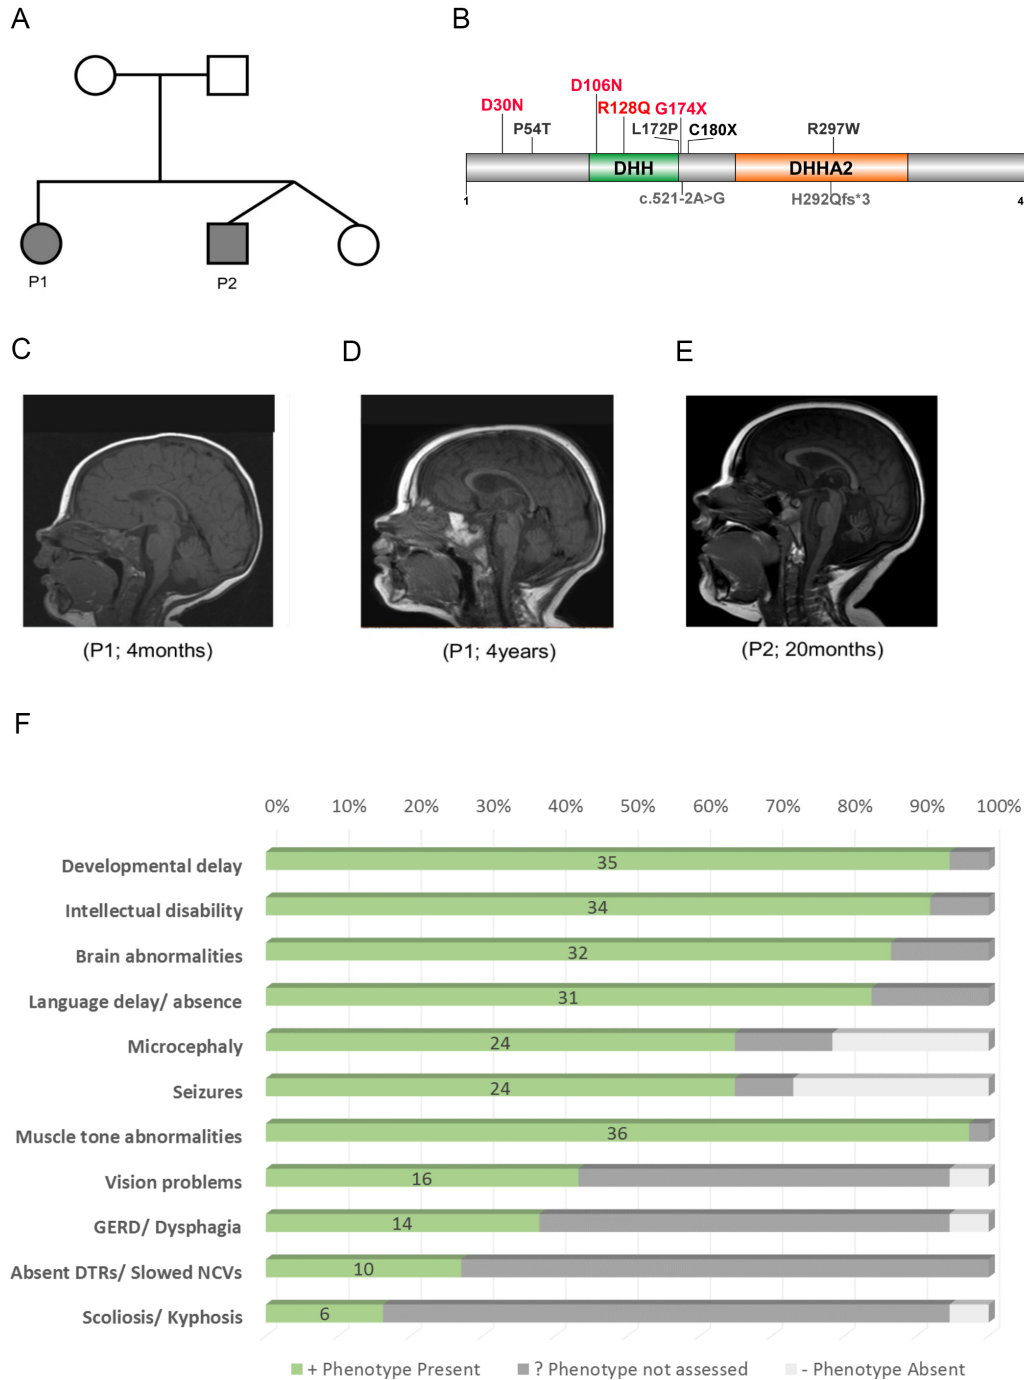 A
P1
P2
B
D106N
D30N
R128Q
G174X
P54T
L172P
C180X
R297W
DHH
DHHA2
1
c.521-2A>G
H292Qfs*3
4
C
D
E
(P1; 4months)
(P1; 4years)
(P2; 20months)
F
0% 10% 20% 30% 40% 50% 60% 70% 80% 90% 100%
Developmental delay 35
Intellectual disability 34
Brain abnormalities 32
Language delay/ absence 31
Microcephaly 24
Seizures 24
Muscle tone abnormalities 36
Vision problems 16
GERD/ Dysphagia 14
Absent DTRs/ Slowed NCVs 10
Scoliosis/ Kyphosis 6
+ Phenotype Present ? Phenotype not assessed - Phenotype Absent